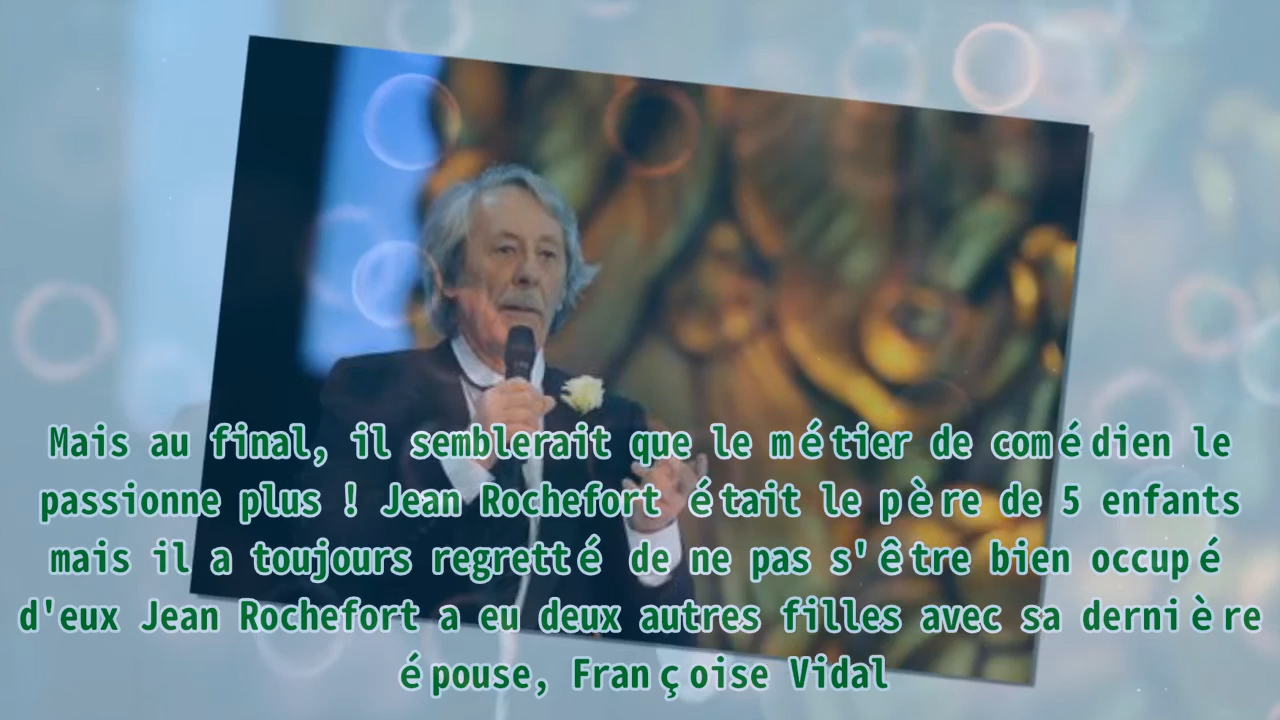 Mais au final, il semblerait que le métier de comédien le
passionne plus ! Jean Rochefort était le père de 5 enfants
mais il a toujours regretté de ne pas s'être bien occupé
d'eux Jean Rochefort a eu deux autres filles avec sa dernière
épouse, Françoise Vidal